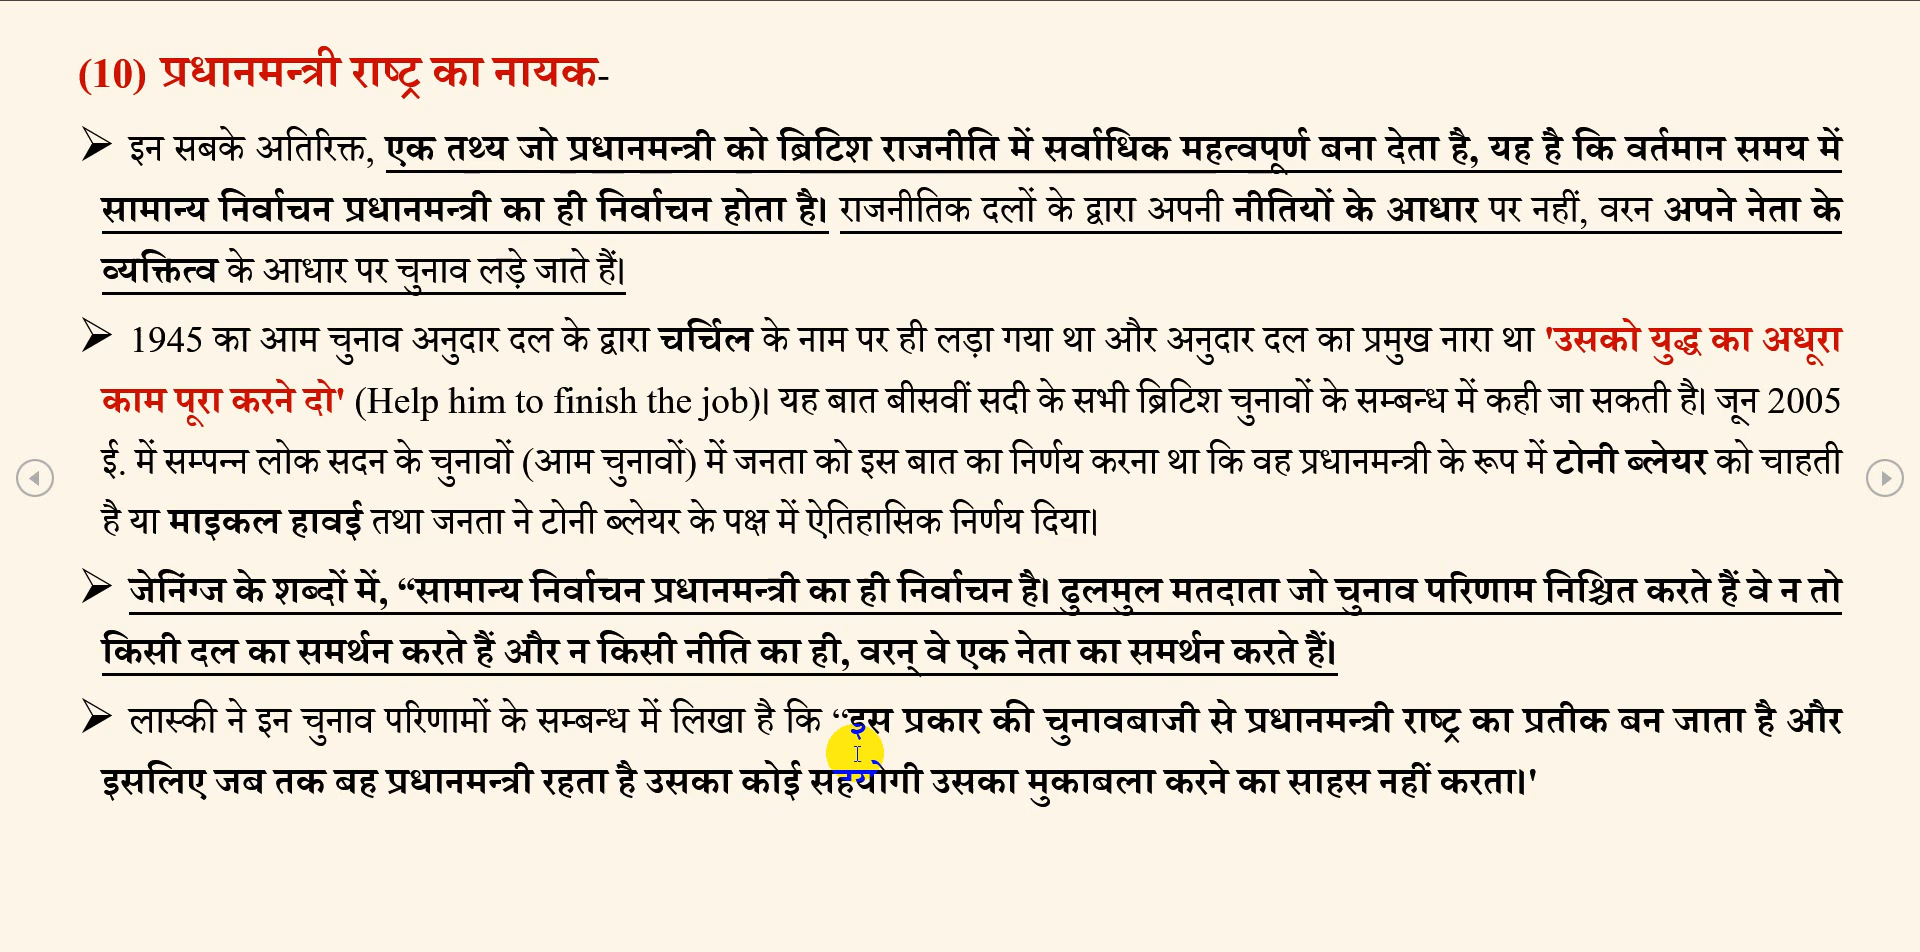 (10) प्रधानमन्त्री राष्ट्र का नायक-
➢ इन सबके अतिरिक्त, एक तथ्य जो प्रधानमन्त्री को ब्रिटिश राजनीति में सर्वाधिक महत्वपूर्ण बना देता है, यह है कि वर्तमान समय में
सामान्य निर्वाचन प्रधानमन्त्री का ही निर्वाचन होता है। राजनीतिक दलों के द्वारा अपनी नीतियों के आधार पर नहीं, वरन अपने नेता के
व्यक्तित्व के आधार पर चुनाव लड़े जाते हैं।
➢ 1945 का आम चुनाव अनुदार दल के द्वारा चर्चिल के नाम पर ही लड़ा गया था और अनुदार दल का प्रमुख नारा था 'उसको युद्ध का अधूरा
काम पूरा करने दो' (Help him to finish the job)। यह बात बीसवीं सदी के सभी ब्रिटिश चुनावों के सम्बन्ध में कही जा सकती है। जून 2005
ई. में सम्पन्न लोक सदन के चुनावों (आम चुनावों) में जनता को इस बात का निर्णय करना था कि वह प्रधानमन्त्री के रूप में टोनी ब्लेयर को चाहती
है या माइकल हावई तथा जनता ने टोनी ब्लेयर के पक्ष में ऐतिहासिक निर्णय दिया।
➢ जेनिंग्ज के शब्दों में, “सामान्य निर्वाचन प्रधानमन्त्री का ही निर्वाचन है। ढुलमुल मतदाता जो चुनाव परिणाम निश्चित करते हैं वे न तो
किसी दल का समर्थन करते हैं और न किसी नीति का ही, वरन् वे एक नेता का समर्थन करते हैं।
➢ लास्की ने इन चुनाव परिणामों के सम्बन्ध में लिखा है कि “इस प्रकार की चुनावबाजी से प्रधानमन्त्री राष्ट्र का प्रतीक बन जाता है और
इसलिए जब तक बह प्रधानमन्त्री रहता है उसका कोई सहयोगी उसका मुकाबला करने का साहस नहीं करता।'